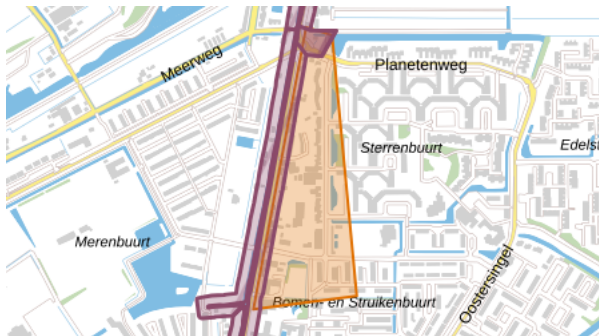 Meerweg
Planetenweg
Sterrenbuurt
Edelst
Merenbuurt
Oostersingel
Bomen- en Struikenbuurt